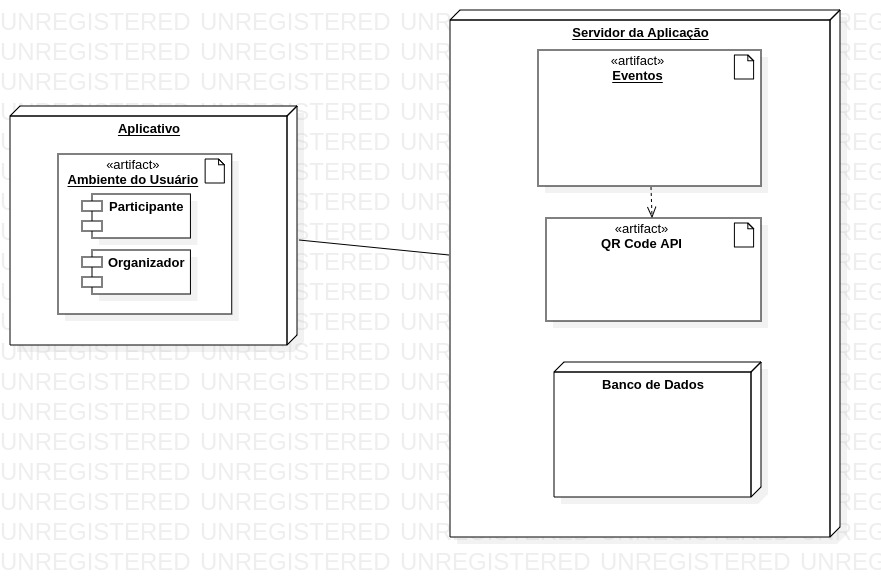 Servidor da Aplicação
«artifact»
Eventos
Aplicativo
«artifact»
Ambiente do Usuário
Participante
Organizador
«artifact»
QR Code API
Banco de Dados
UNREGISTERED UNREGISTERED UNREGISTERED UNREGISTERED